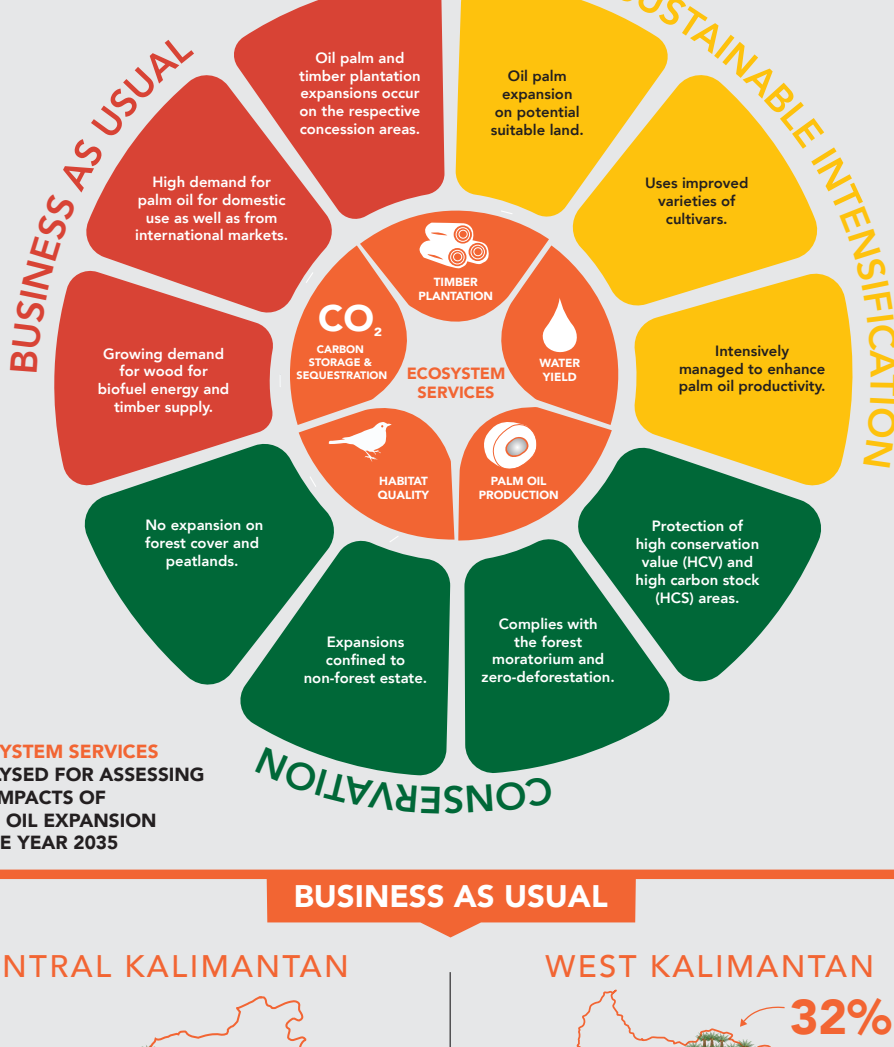 BUSINESS AS USUAL
SUSTAINABLE INTENSIFICATION
Oil palm and
timber plantation
expansions occur
on the respective
concession areas.
Oil palm
expansion
on potential
suitable land.
High demand for
palm oil for domestic
use as well as from
international markets.
Uses improved
varieties of
cultivars.
Growing demand
for wood for
biofuel energy and
timber supply.
Intensively
managed to enhance
palm oil productivity.
TIMBER
PLANTATION
CO2
CARBON
STORAGE &
SEQUESTRATION
WATER
YIELD
ECOSYSTEM
SERVICES
HABITAT
QUALITY
PALM OIL
PRODUCTION
No expansion on
forest cover and
peatlands.
Protection of
high conservation
value (HCV) and
high carbon stock
(HCS) areas.
Expansions
confined to
non-forest estate.
Complies with
the forest
moratorium and
zero-deforestation.
CONSERVATION
YSTEM SERVICES
LYSED FOR ASSESSING
MPACTS OF
OIL EXPANSION
E YEAR 2035
BUSINESS AS USUAL
NTRAL KALIMANTAN
WEST KALIMANTAN
32%